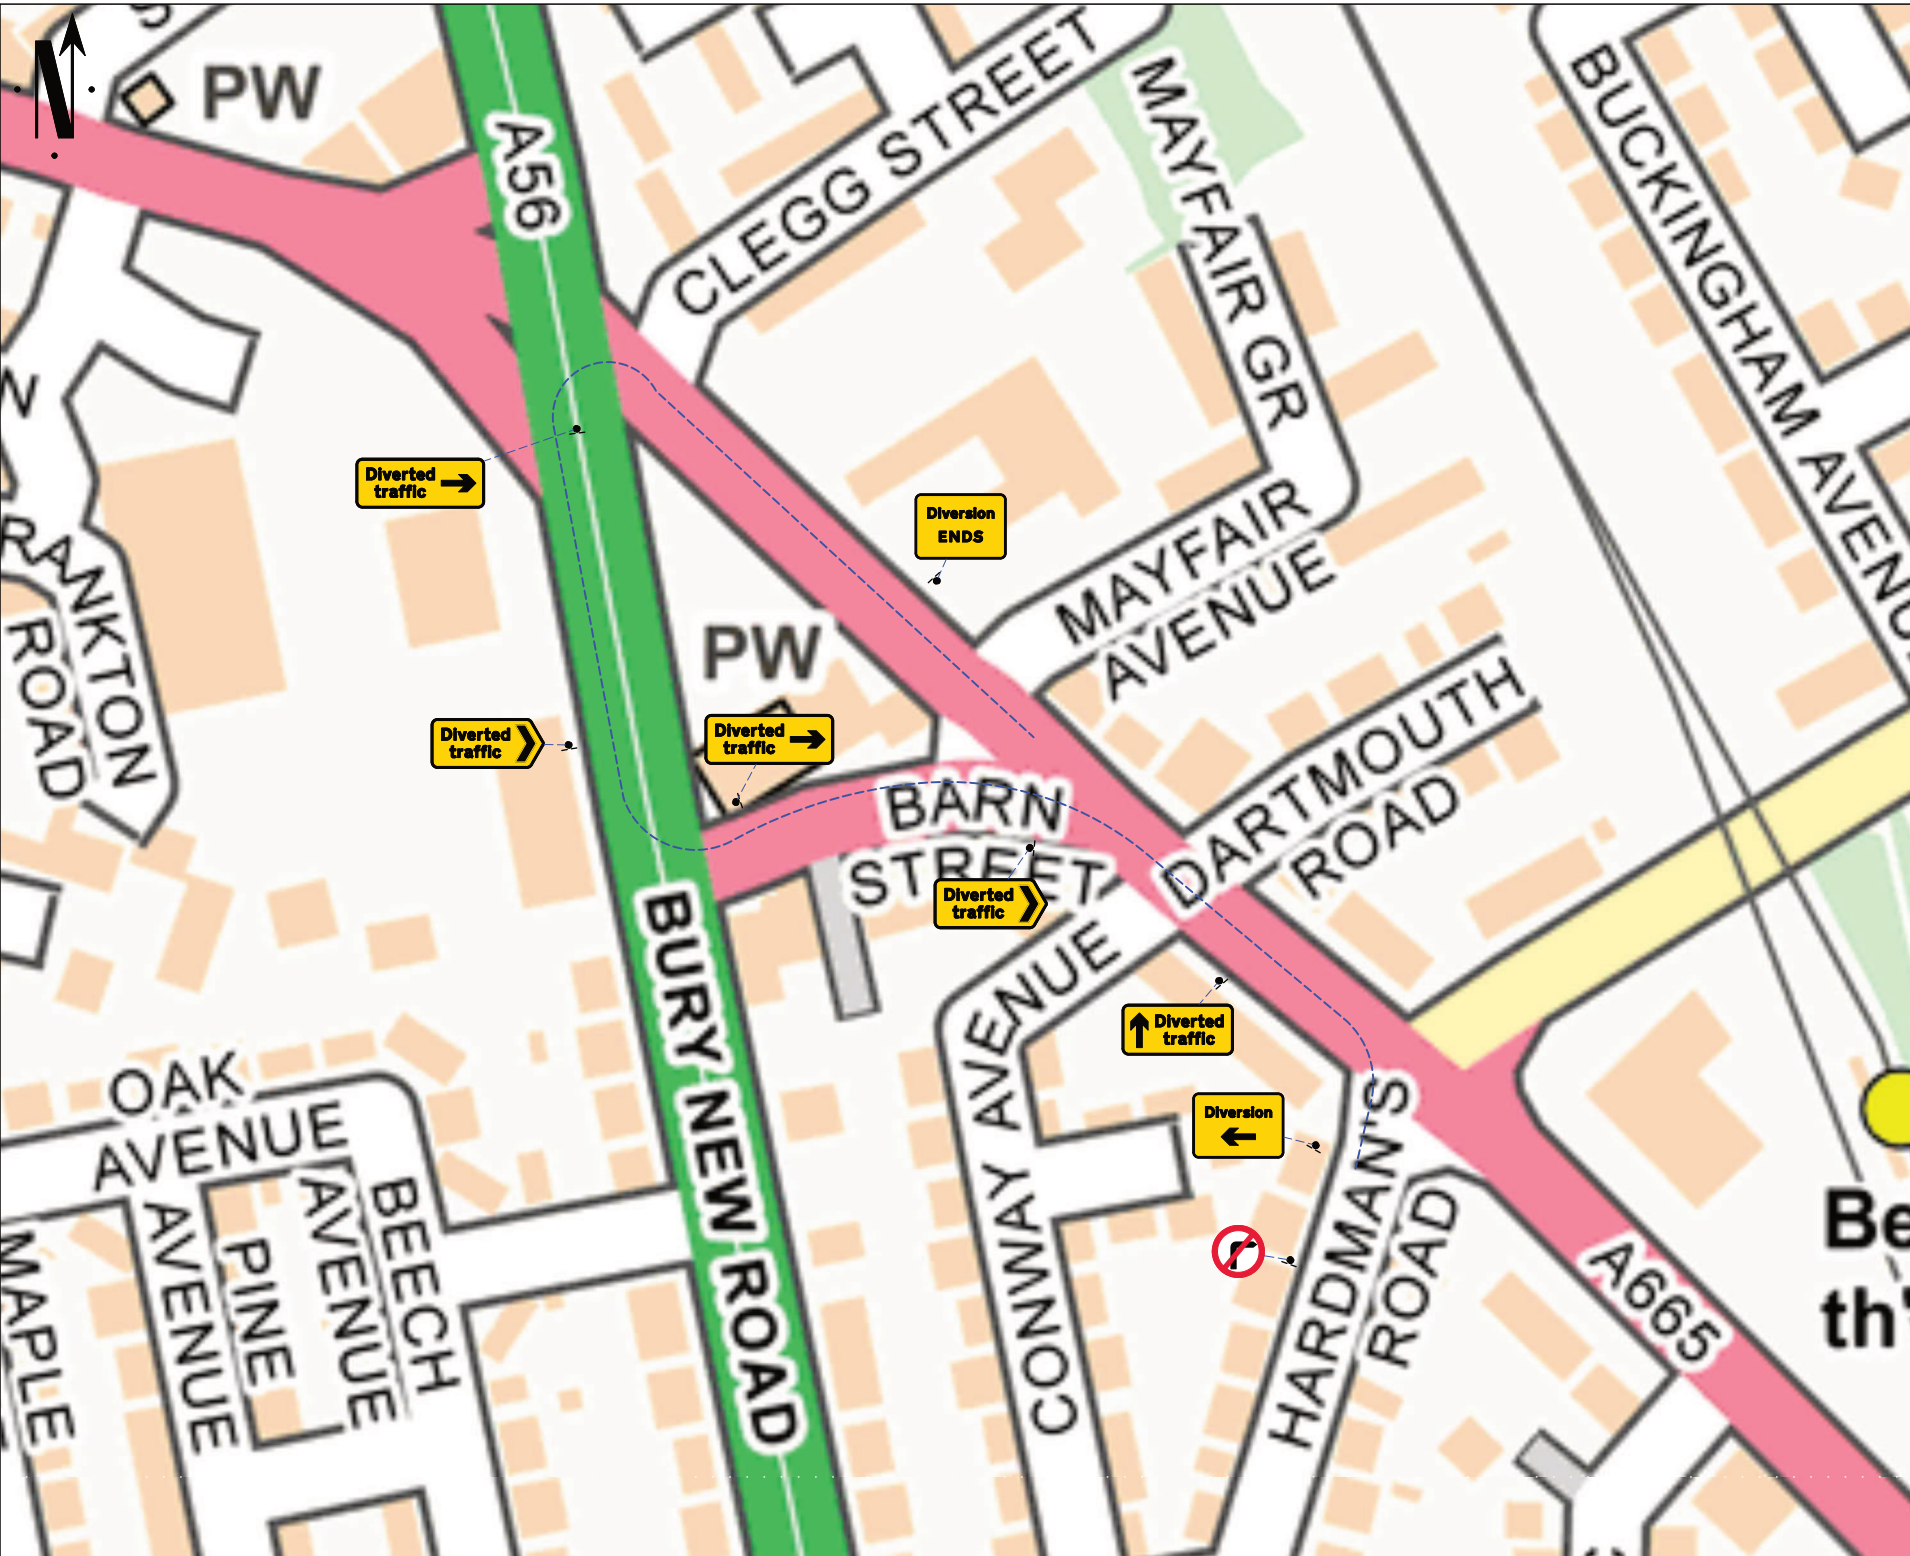 N
PW
A56
CLEGG STREET
MAYFAIR GR
BUCKINGHAM AVENUE
Diverted
traffic
Diversion
ENDS
MAYFAIR
AVENUE
RANKTON
ROAD
PW
Diverted
traffic
Diverted
traffic
DARTMOUTH
ROAD
BARN
STREET
Diverted
traffic
BURY NEW ROAD
CONWAY AVENUE
Diverted
traffic
OAK
AVENUE
Diversion
HARDMAN'S
ROAD
A665
Be
th'
MAPLE
AVENUE
PINE
AVENUE
BEECH